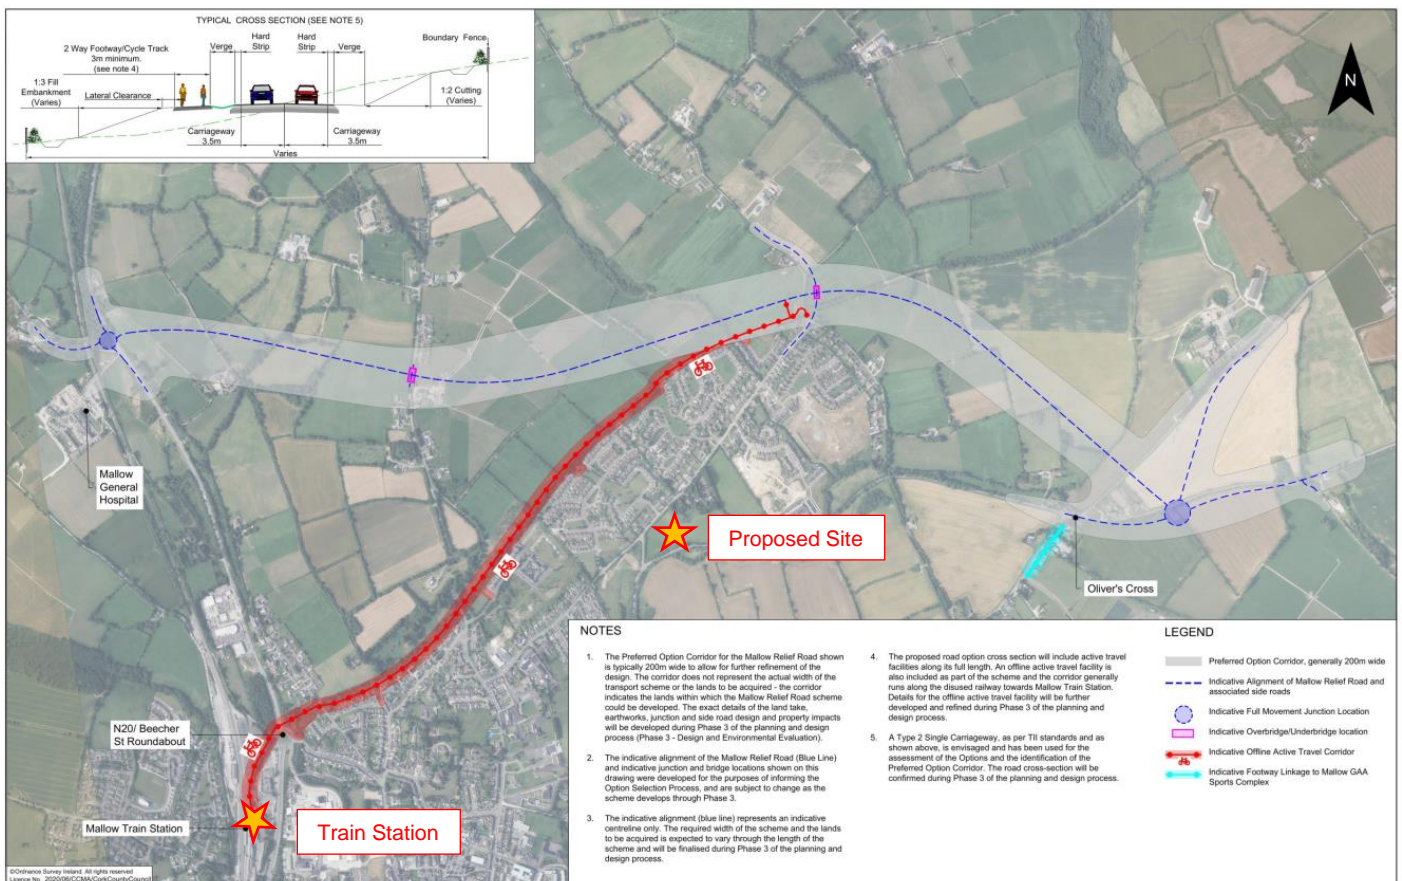 TYPICAL CROSS SECTION (SEE NOTE 5)
2 Way Footway/Cycle Track
3m minimum.
(see note 4)
Verge
Hard
Strip
Hard
Strip
Verge
Boundary Fence
1:3 Fill
Embankment
(Varies)
Lateral Clearance
1:2 Cutting
(Varies)
Carriageway
3.5m
Carriageway
3.5m
Varies
N
Mallow
General
Hospital
Proposed Site
Oliver's Cross
N20/ Beecher
St Roundabout
Mallow Train Station
Train Station
NOTES
1. The Preferred Option Corridor for the Mallow Relief Road shown
is typically 200m wide to allow for further refinement of the
design. The corridor does not represent the actual width of the
transport scheme or the lands to be acquired - the corridor
indicates the lands within which the Mallow Relief Road scheme
could be developed. The exact details of the land take,
earthworks, junction and side road design and property impacts
will be developed during Phase 3 of the planning and design
process (Phase 3 - Design and Environmental Evaluation).
2. The indicative alignment of the Mallow Relief Road (Blue Line)
and indicative junction and bridge locations shown on this
drawing were developed for the purposes of informing the
Option Selection Process, and are subject to change as the
scheme develops through Phase 3.
3. The indicative alignment (blue line) represents an indicative
centreline only. The required width of the scheme and the lands
to be acquired is expected to vary through the length of the
scheme and will be finalised during Phase 3 of the planning and
design process.
4. The proposed road option cross section will include active travel
facilities along its full length. An offline active travel facility is
also included as part of the scheme and the corridor generally
runs along the disused railway towards Mallow Train Station.
Details for the offline active travel facility will be further
developed and refined during Phase 3 of the planning and
design process.
5. A Type 2 Single Carriageway, as per TII standards and as
shown above, is envisaged and has been used for the
assessment of the Options and the identification of the
Preferred Option Corridor. The road cross-section will be
confirmed during Phase 3 of the planning and design process.
LEGEND
Preferred Option Corridor, generally 200m wide
Indicative Alignment of Mallow Relief Road and
associated side roads
Indicative Full Movement Junction Location
Indicative Overbridge/Underbridge location
Indicative Offline Active Travel Corridor
Indicative Footway Linkage to Mallow GAA
Sports Complex
©Ordnance Survey Ireland. All rights reserved
Licence No. 2020/06/CCMA/CorkCountyCouncil